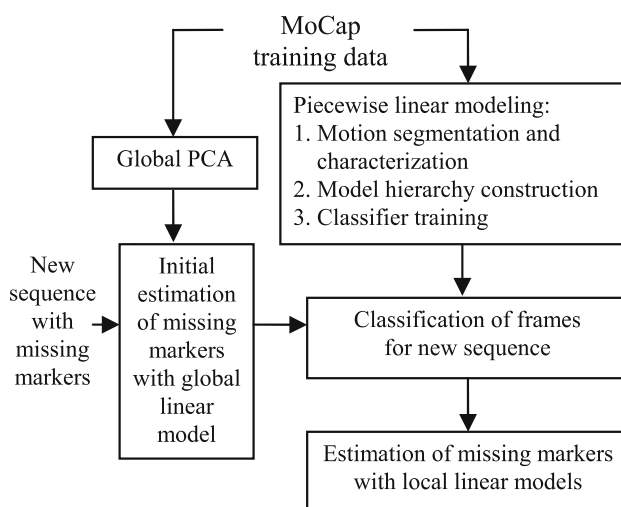 MoCap
training data
Piecewise linear modeling:
1. Motion segmentation and
characterization
2. Model hierarchy construction
3. Classifier training
Global PCA
New
sequence
with
missing
markers
Initial
estimation
of missing
markers
with global
linear
model
Classification of frames
for new sequence
Estimation of missing markers
with local linear models